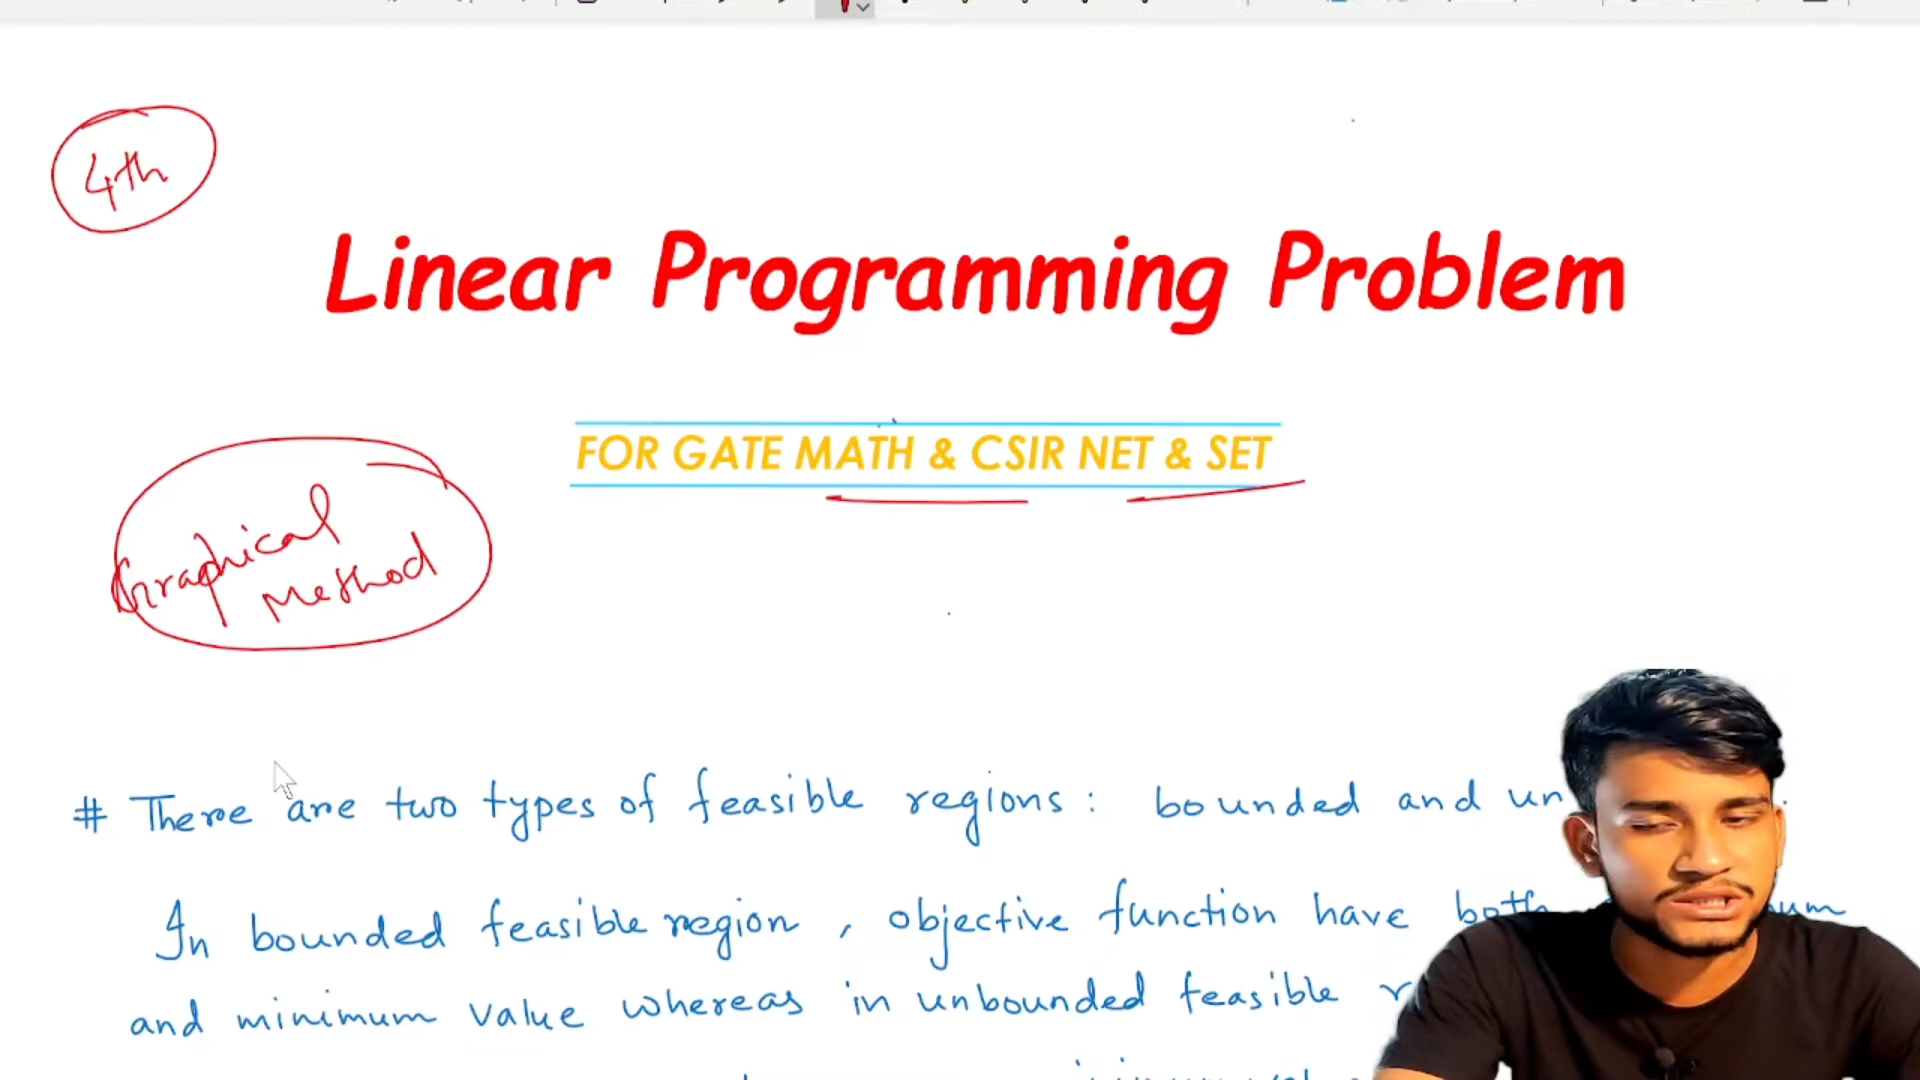 4th
Linear Programming Problem
FOR GATE MATH & CSIR NET & SET
Graphical
Method
# There are two types of feasible regions: bounded and un
In bounded feasible region, objective function have both
and minimum value whereas in unbounded feasible